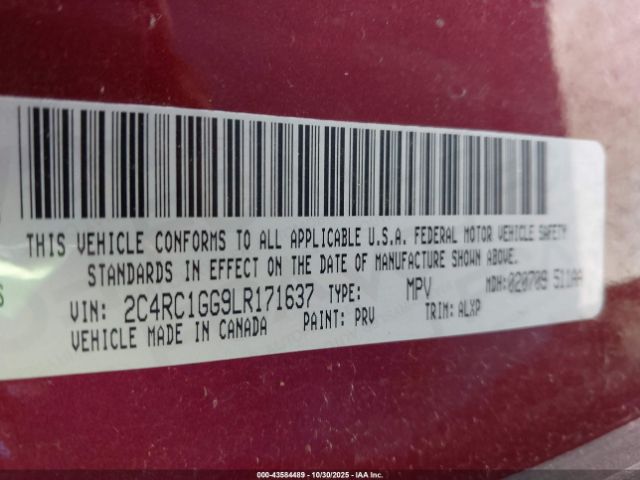 THIS VEHICLE CONFORMS TO ALL APPLICABLE U.S.A. FEDERAL MOTOR VEHICLE SAFETY
STANDARDS IN EFFECT ON THE DATE OF MANUFACTURE SHOWN ABOVE.
VIN: 2C4RC1GG9LR171637 TYPE: MPV MDH:020709 511AA
VEHICLE MADE IN CANADA PAINT: PRV TRIM: ALXP
000-43584489 | 10/30/2025 - © IAA Inc.